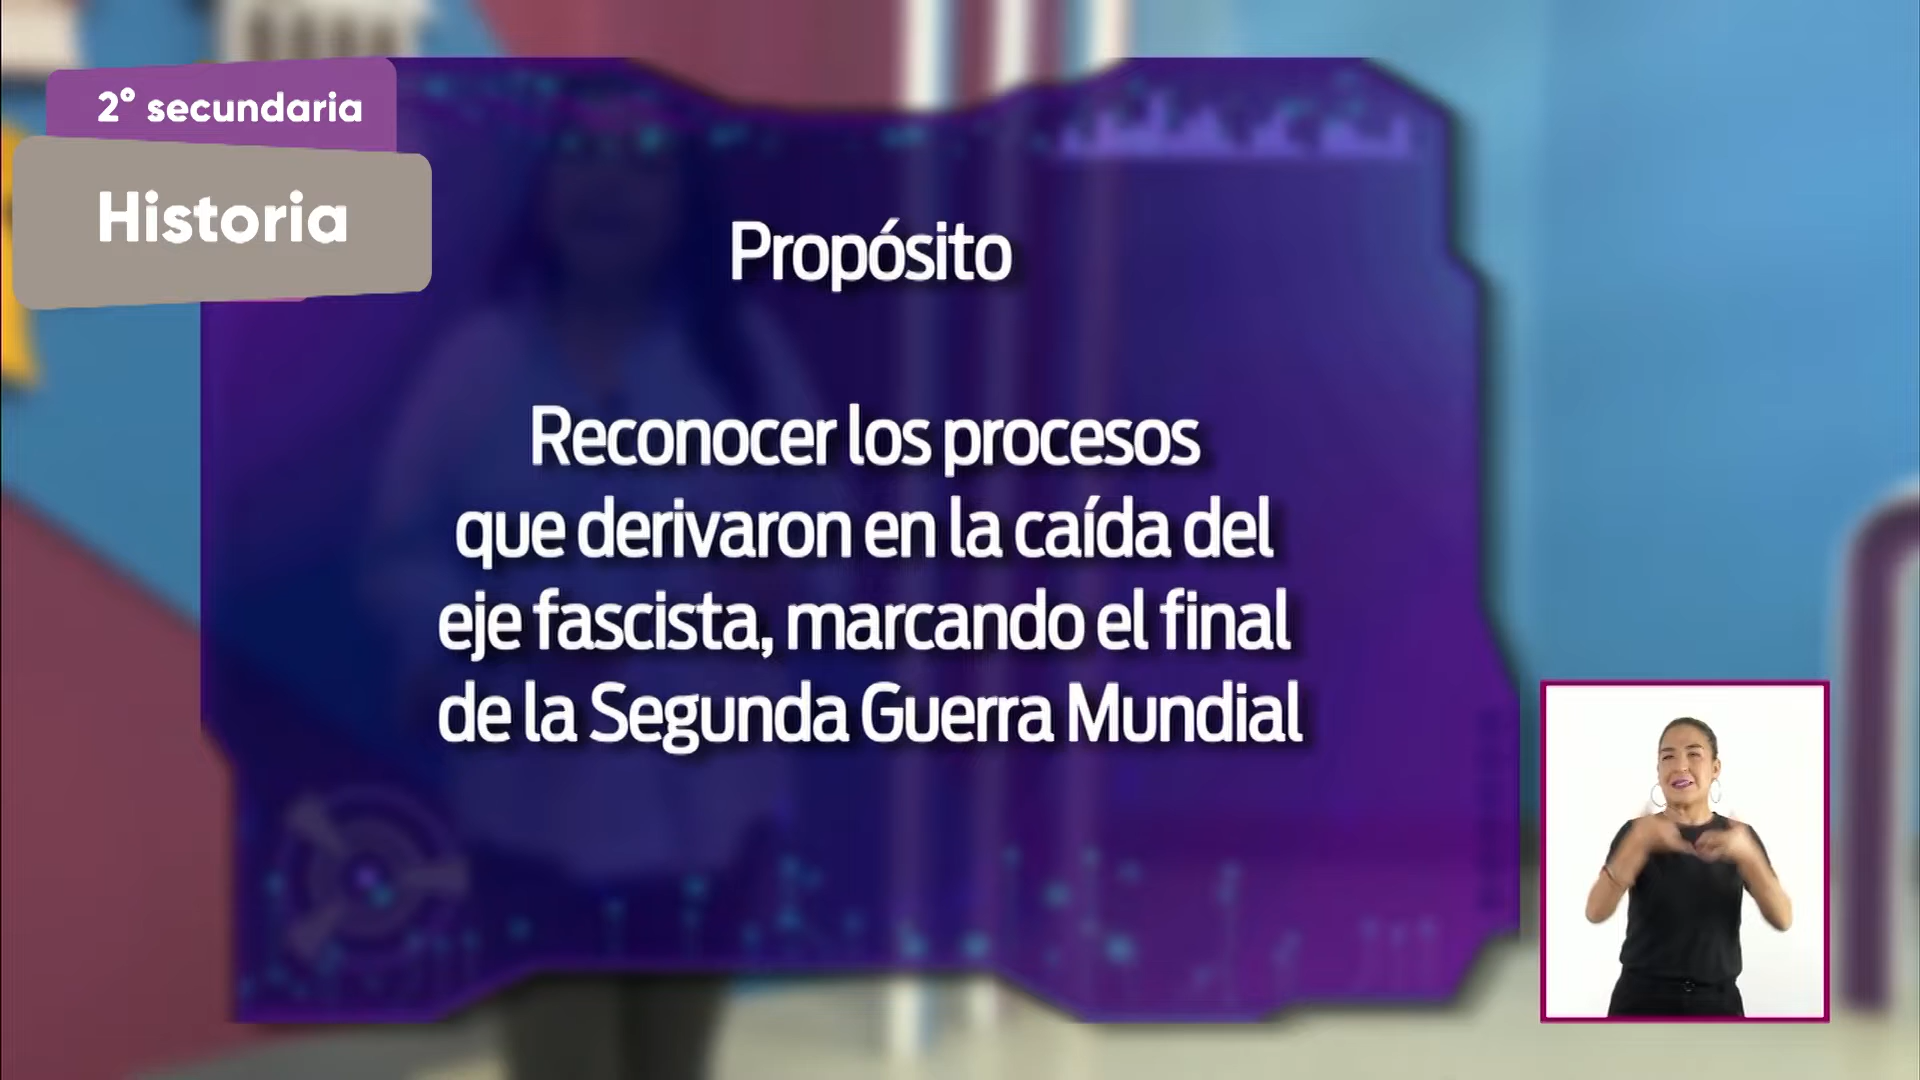 2° secundaria
Historia
Propósito
Reconocer los procesos
que derivaron en la caída del
eje fascista, marcando el final
de la Segunda Guerra Mundial